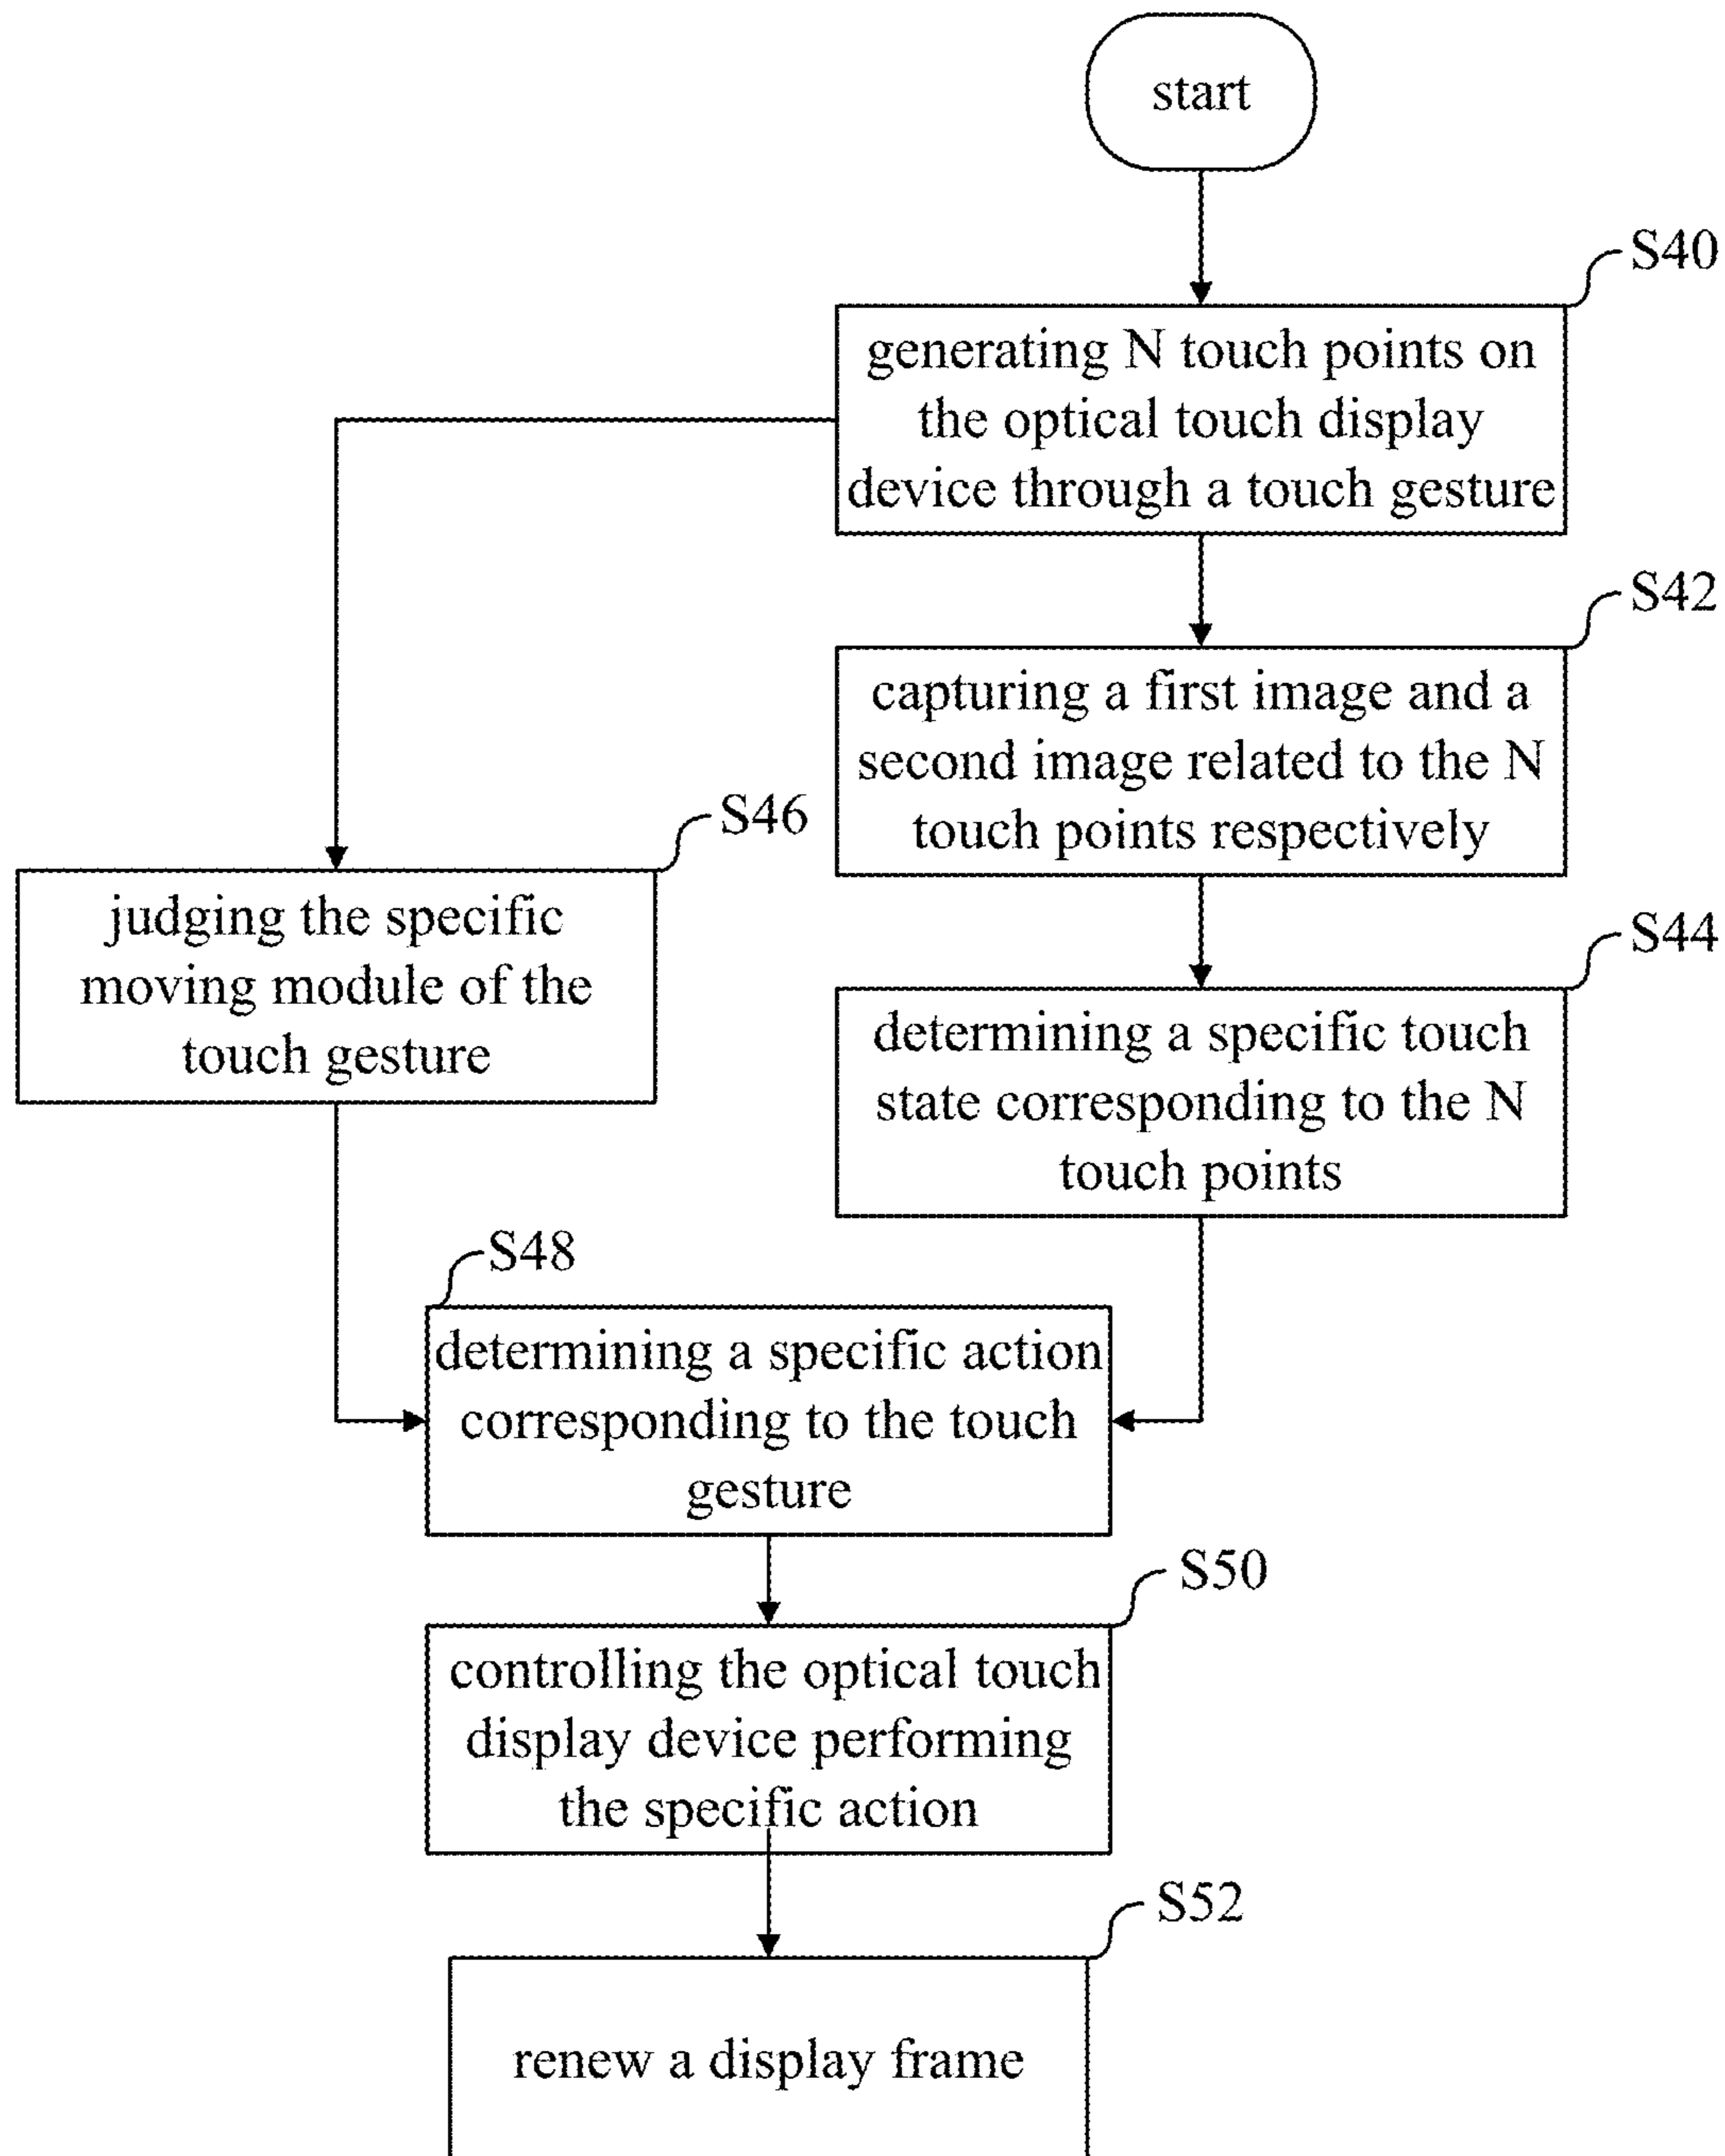 start
S40
generating N touch points on
the optical touch display
device through a touch gesture
S42
capturing a first image and a
second image related to the N
touch points respectively
S46
judging the specific
moving module of the
touch gesture
S44
determining a specific touch
state corresponding to the N
touch points
S48
determining a specific action
corresponding to the touch
gesture
S50
controlling the optical touch
display device performing
the specific action
S52
renew a display frame